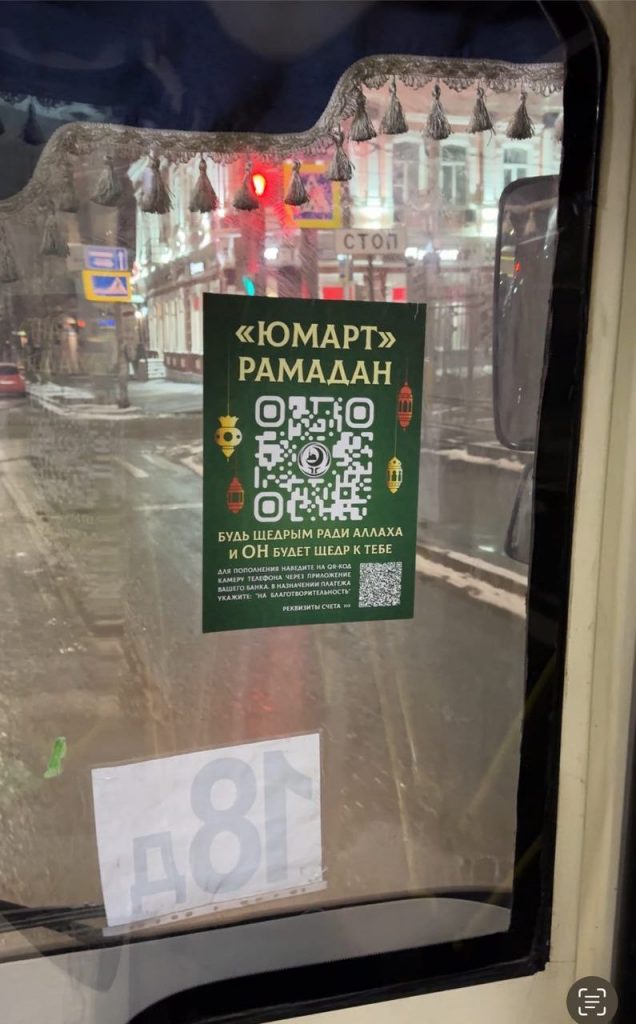 СТОП
«ЮМАРТ»
РАМАДАН
БУДЬ ЩЕДРЫМ РАДИ АЛЛАХА
И ОН БУДЕТ ЩЕДР К ТЕБЕ
ДЛЯ ПОПОЛНЕНИЯ НАВЕДИТЕ НА QR-КОД
КАМЕРУ ТЕЛЕФОНА ЧЕРЕЗ ПРИЛОЖЕНИЕ
ВАШЕГО БАНКА. В НАЗНАЧЕНИИ ПЛАТЕЖА
УКАЖИТЕ: "НА БЛАГОТВОРИТЕЛЬНОСТЬ"
РЕКВИЗИТЫ СЧЕТА >>>
18Д